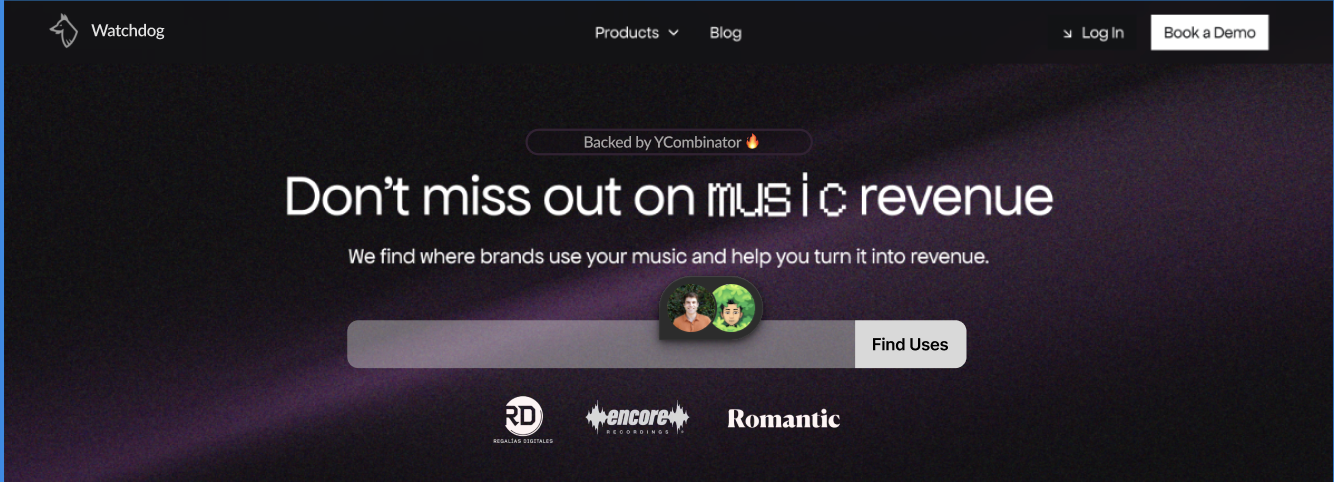 Watchdog
Products
Blog
Log In
Book a Demo
Backed by YCombinator 🔥
Don't miss out on music revenue
We find where brands use your music and help you turn it into revenue.
Find Uses
RD
REGALÍAS DIGITALES
encore
RECORDINGS
Romantic